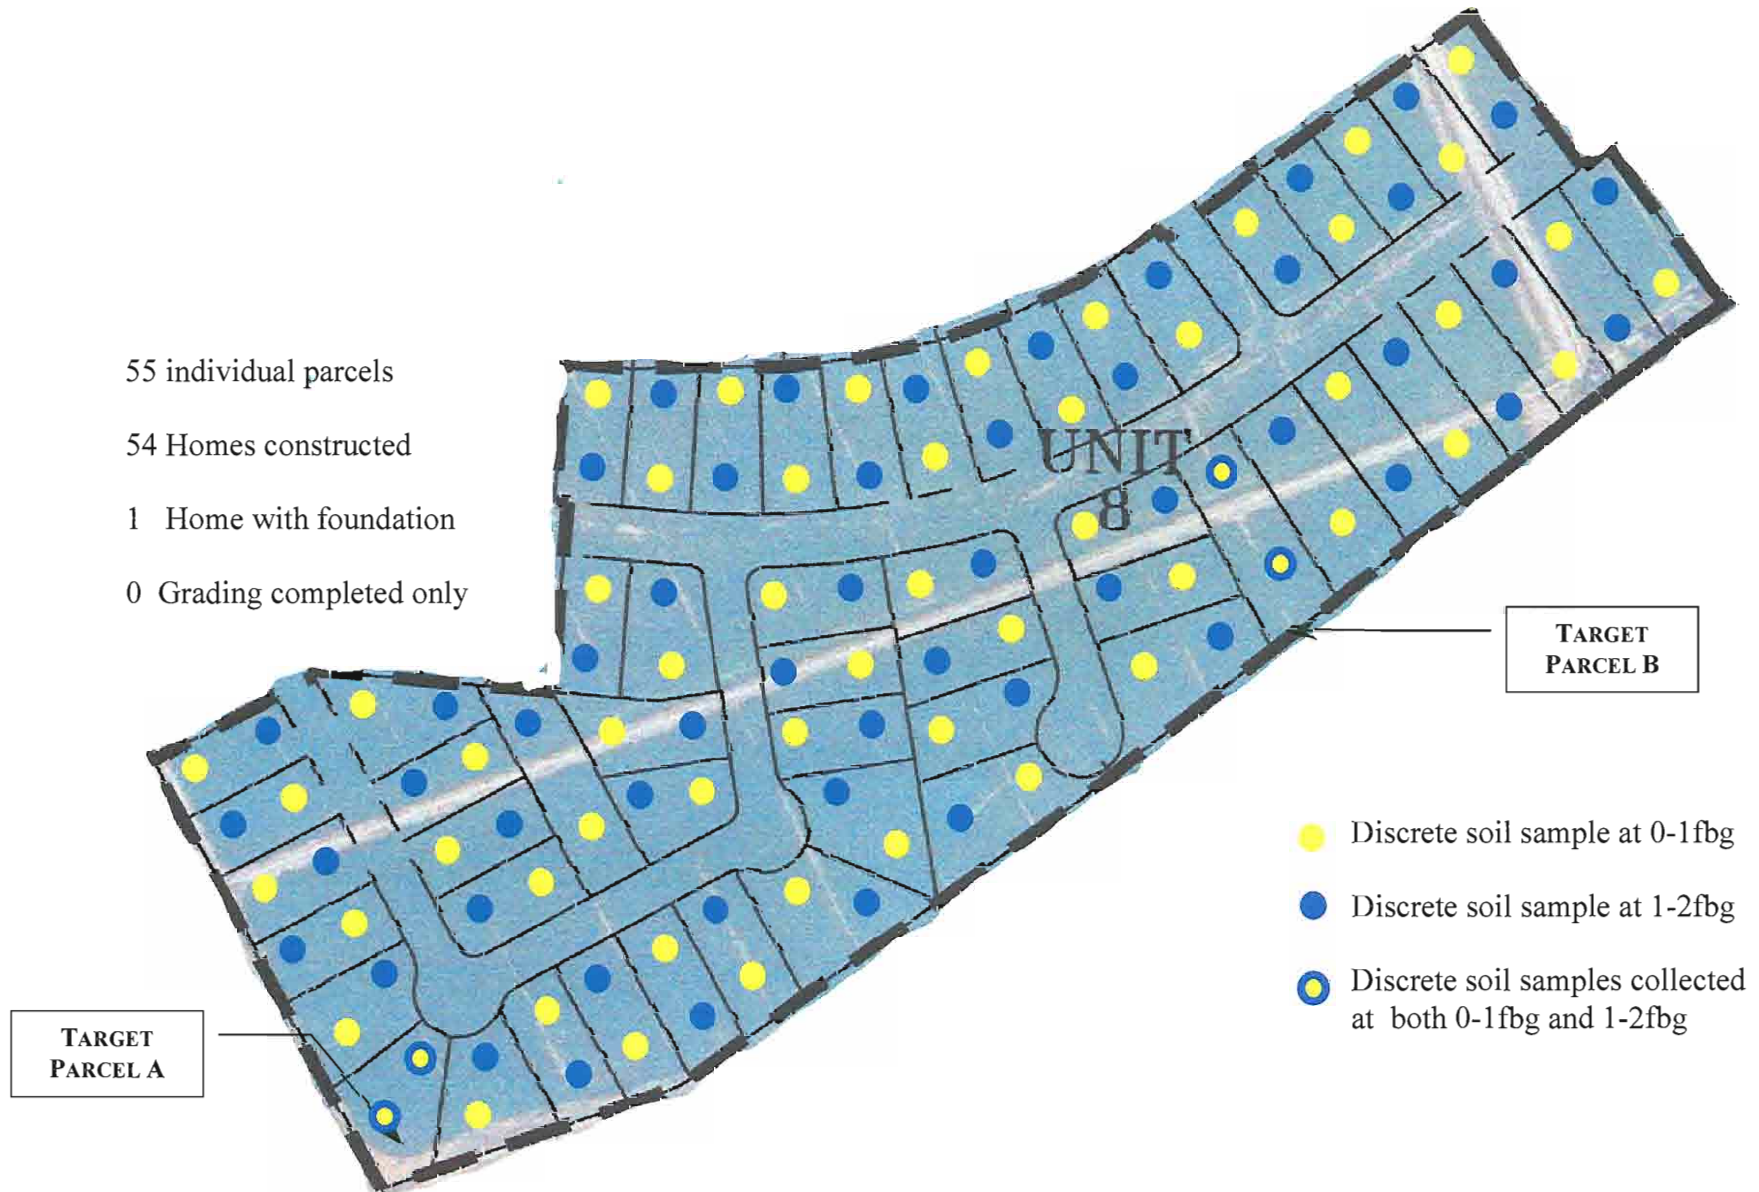 55 individual parcels
54 Homes constructed
1 Home with foundation
0 Grading completed only
UNIT
8
TARGET
PARCEL B
Discrete soil sample at 0-1fbg
Discrete soil sample at 1-2fbg
Discrete soil samples collected
at both 0-1fbg and 1-2fbg
TARGET
PARCEL A